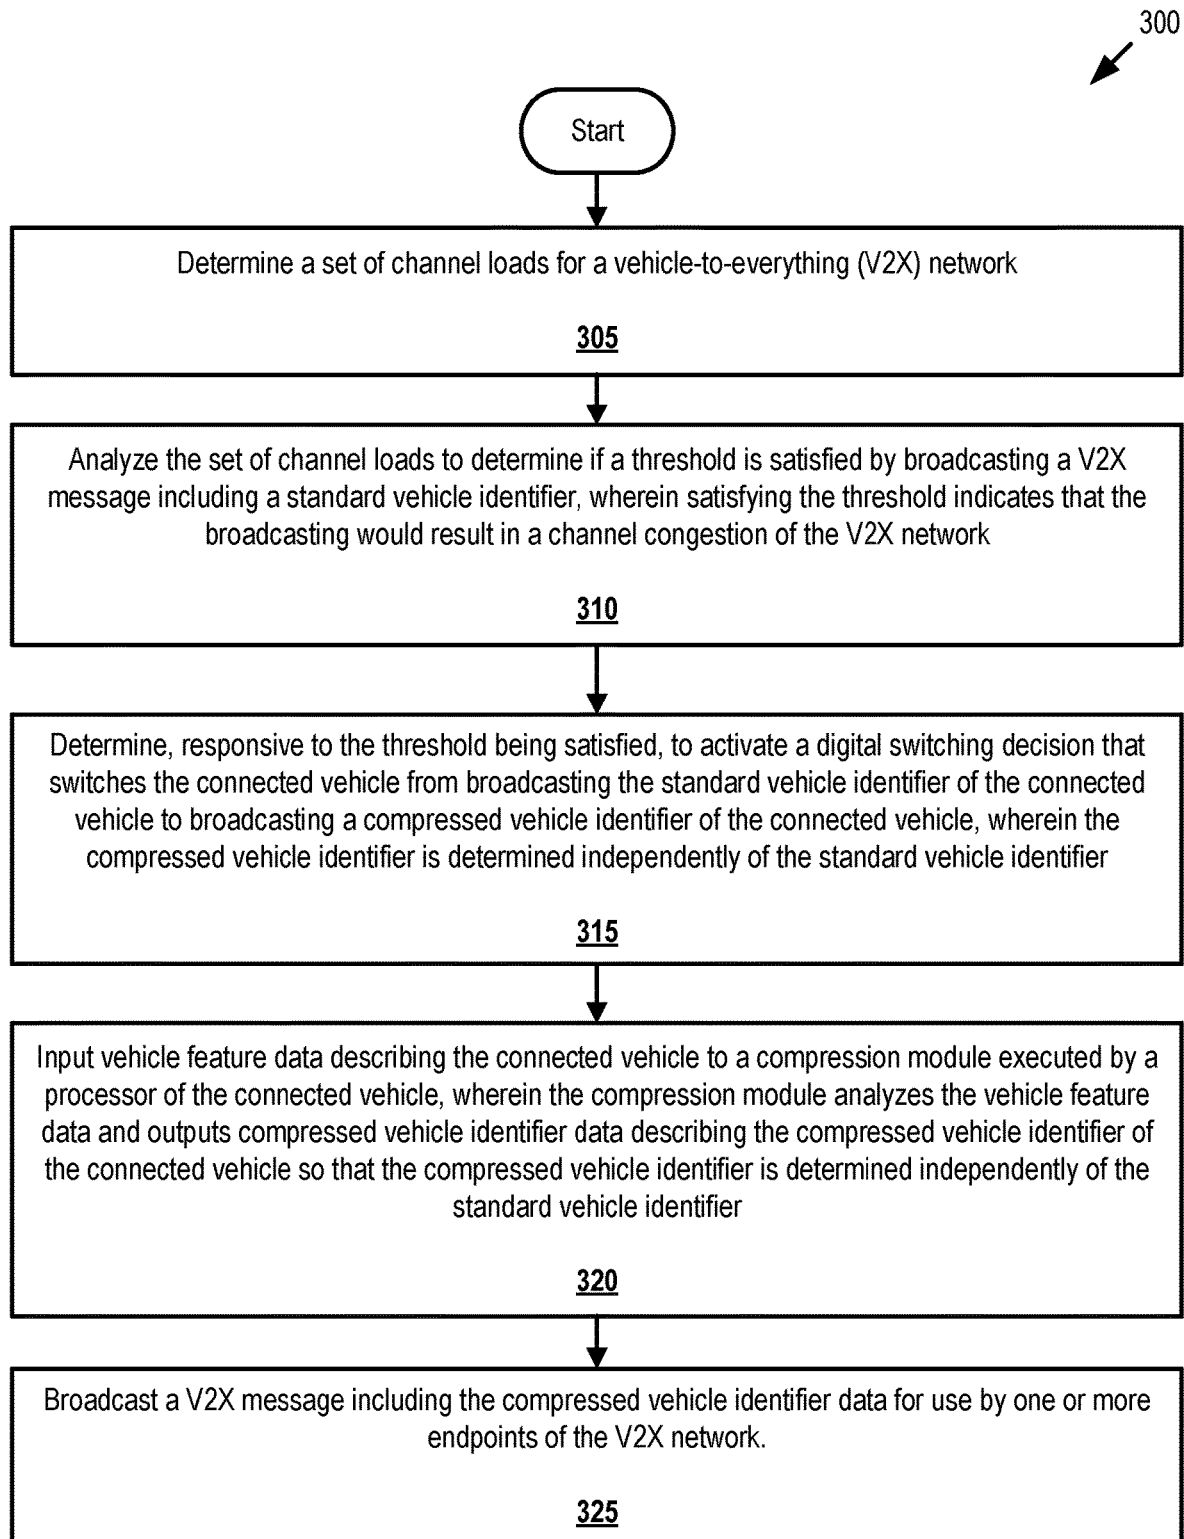 300
Start
Determine a set of channel loads for a vehicle-to-everything (V2X) network
305
Analyze the set of channel loads to determine if a threshold is satisfied by broadcasting a V2X
message including a standard vehicle identifier, wherein satisfying the threshold indicates that the
broadcasting would result in a channel congestion of the V2X network
310
Determine, responsive to the threshold being satisfied, to activate a digital switching decision that
switches the connected vehicle from broadcasting the standard vehicle identifier of the connected
vehicle to broadcasting a compressed vehicle identifier of the connected vehicle, wherein the
compressed vehicle identifier is determined independently of the standard vehicle identifier
315
Input vehicle feature data describing the connected vehicle to a compression module executed by a
processor of the connected vehicle, wherein the compression module analyzes the vehicle feature
data and outputs compressed vehicle identifier data describing the compressed vehicle identifier of
the connected vehicle so that the compressed vehicle identifier is determined independently of the
standard vehicle identifier
320
Broadcast a V2X message including the compressed vehicle identifier data for use by one or more
endpoints of the V2X network.
325